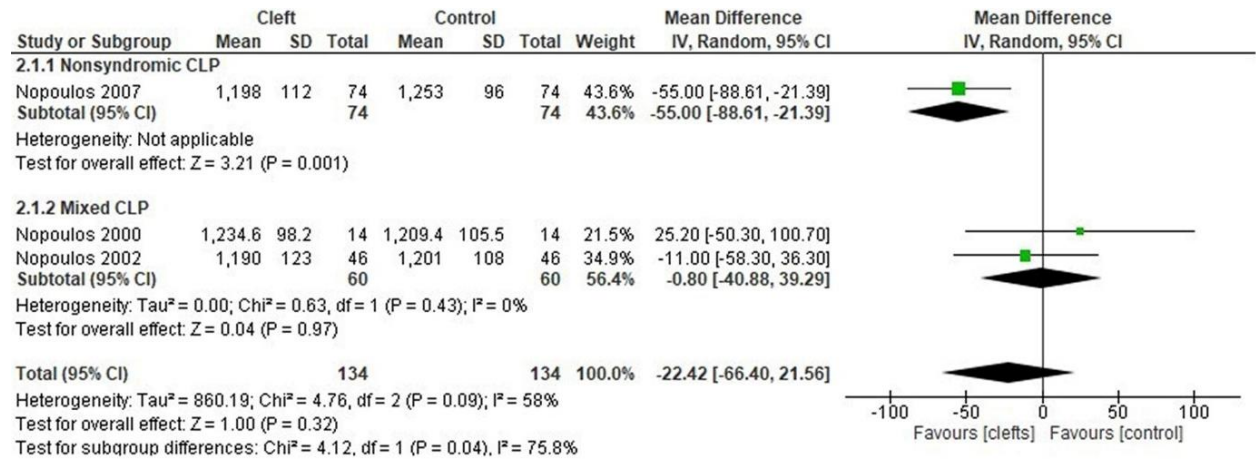 Cleft Control Mean Difference Mean Difference
Study or Subgroup Mean SD Total Mean SD Total Weight IV, Random, 95% CI IV, Random, 95% CI
2.1.1 Nonsyndromic CLP
Nopoulos 2007 1,198 112 74 1,253 96 74 43.6% -55.00 [-88.61, -21.39]
Subtotal (95% CI) 74 74 43.6% -55.00 [-88.61, -21.39]
Heterogeneity: Not applicable
Test for overall effect: Z = 3.21 (P = 0.001)
2.1.2 Mixed CLP
Nopoulos 2000 1,234.6 98.2 14 1,209.4 105.5 14 21.5% 25.20 [-50.30, 100.70]
Nopoulos 2002 1,190 123 46 1,201 108 46 34.9% -11.00 [-58.30, 36.30]
Subtotal (95% CI) 60 60 56.4% -0.80 [-40.88, 39.29]
Heterogeneity: Tau² = 0.00; Chi² = 0.63, df = 1 (P = 0.43); I² = 0%
Test for overall effect: Z = 0.04 (P = 0.97)
Total (95% CI) 134 134 100.0% -22.42 [-66.40, 21.56]
Heterogeneity: Tau² = 860.19; Chi² = 4.76, df = 2 (P = 0.09); I² = 58%
Test for overall effect: Z = 1.00 (P = 0.32)
Test for subgroup differences: Chi² = 4.12, df = 1 (P = 0.04), I² = 75.8%
-100 -50 0 50 100
Favours [clefts] Favours [control]